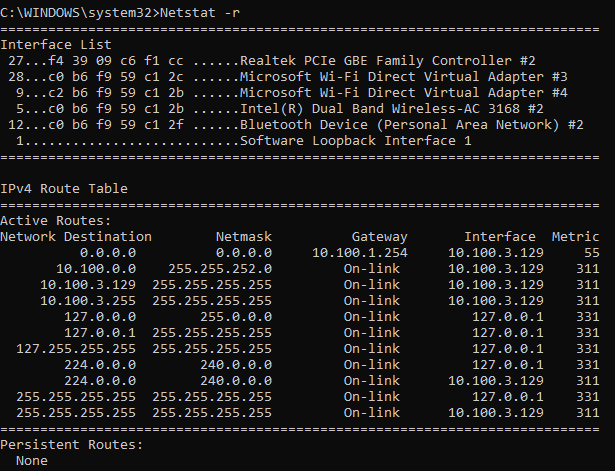 C:\WINDOWS\system32>Netstat -r
===========================================================================
Interface List
 27...f4 39 09 c6 f1 cc ......Realtek PCIe GBE Family Controller #2
 28...c0 b6 f9 59 c1 2c ......Microsoft Wi-Fi Direct Virtual Adapter #3
  9...c2 b6 f9 59 c1 2b ......Microsoft Wi-Fi Direct Virtual Adapter #4
  5...c0 b6 f9 59 c1 2b ......Intel(R) Dual Band Wireless-AC 3168 #2
 12...c0 b6 f9 59 c1 2f ......Bluetooth Device (Personal Area Network) #2
  1...........................Software Loopback Interface 1
===========================================================================
IPv4 Route Table
===========================================================================
Active Routes:
Network Destination        Netmask          Gateway       Interface  Metric
          0.0.0.0          0.0.0.0     10.100.1.254     10.100.3.129     55
       10.100.0.0    255.255.252.0         On-link      10.100.3.129    311
     10.100.3.129  255.255.255.255         On-link      10.100.3.129    311
     10.100.3.255  255.255.255.255         On-link      10.100.3.129    311
        127.0.0.0        255.0.0.0         On-link         127.0.0.1    331
        127.0.0.1  255.255.255.255         On-link         127.0.0.1    331
  127.255.255.255  255.255.255.255         On-link         127.0.0.1    331
        224.0.0.0        240.0.0.0         On-link         127.0.0.1    331
        224.0.0.0        240.0.0.0         On-link      10.100.3.129    311
  255.255.255.255  255.255.255.255         On-link         127.0.0.1    331
  255.255.255.255  255.255.255.255         On-link      10.100.3.129    311
===========================================================================
Persistent Routes:
  None